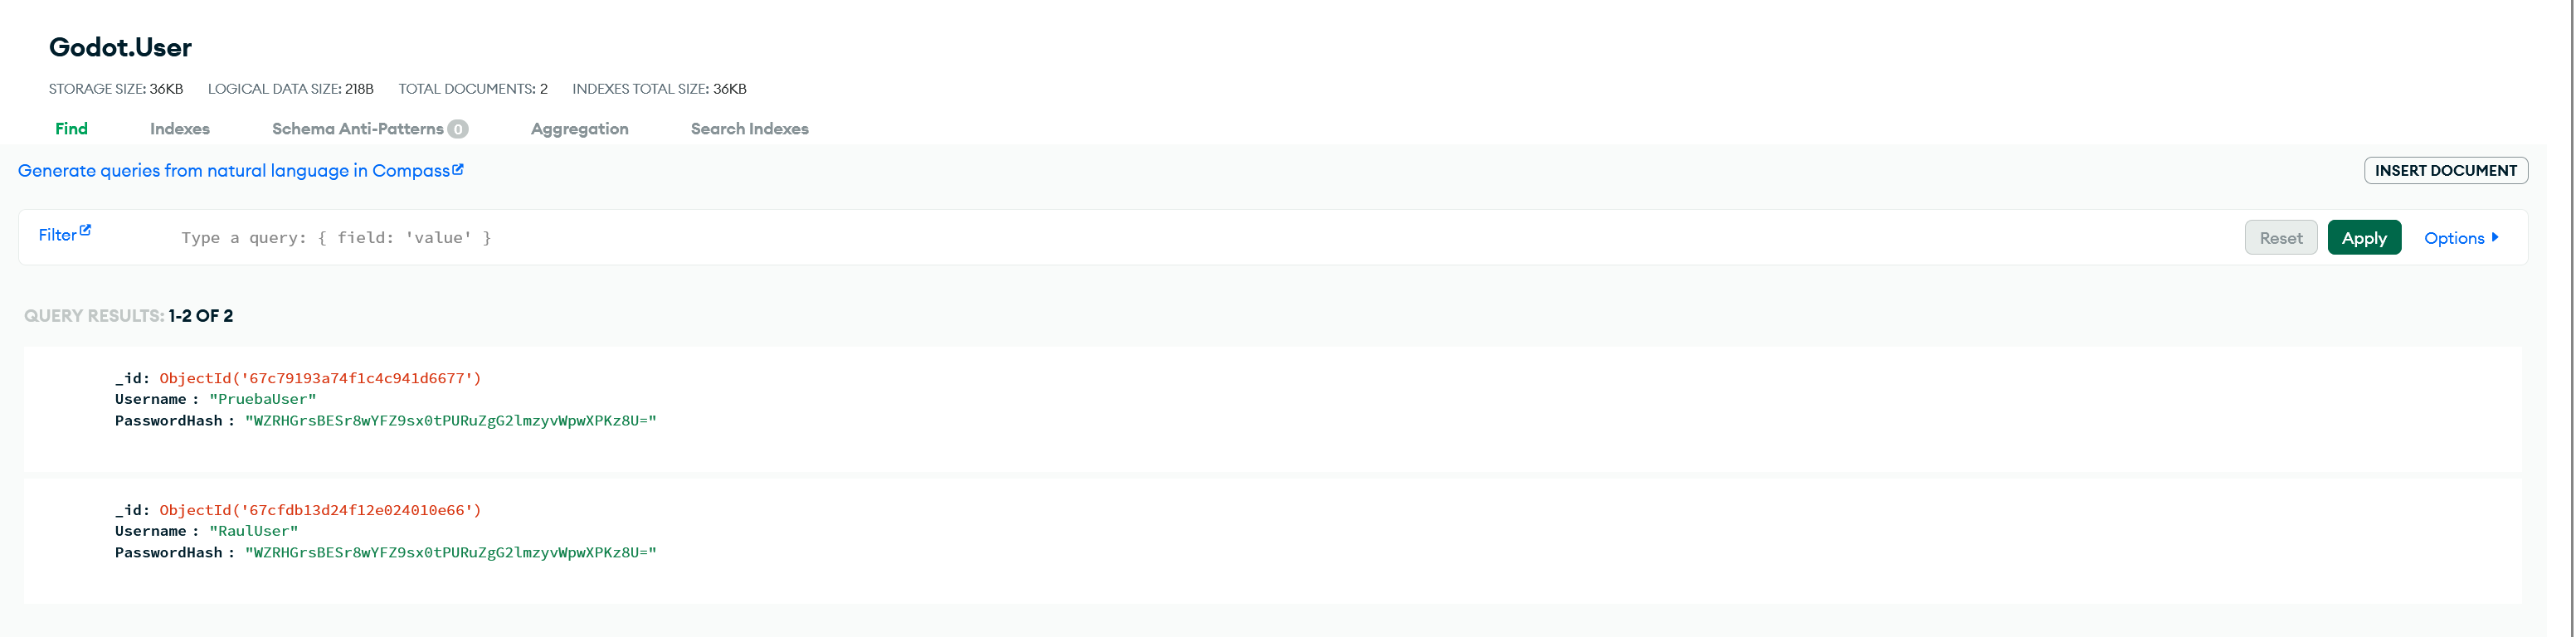 Godot.User
STORAGE SIZE: 36KB LOGICAL DATA SIZE: 218B TOTAL DOCUMENTS: 2 INDEXES TOTAL SIZE: 36KB
Find Indexes Schema Anti-Patterns 0 Aggregation Search Indexes
Generate queries from natural language in Compass
INSERT DOCUMENT
Filter Type a query: { field: 'value' } Reset Apply Options
QUERY RESULTS: 1-2 OF 2
_id: ObjectId('67c79193a74f1c4c941d6677')
Username : "PruebaUser"
PasswordHash : "WZRHGrsBESr8wYFZ9sx0tPURuZgG2lmzyvWpwXPKz8U="
_id: ObjectId('67cfdb13d24f12e024010e66')
Username : "RaulUser"
PasswordHash : "WZRHGrsBESr8wYFZ9sx0tPURuZgG2lmzyvWpwXPKz8U="